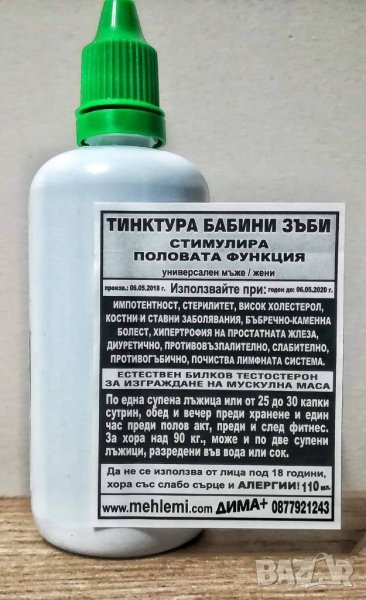 ТИНКТУРА БАБИНИ ЗЪБИ
СТИМУЛИРА
ПОЛОВАТА ФУНКЦИЯ
универсален мъже / жени
произв.: 06.05.2018 г. Използвайте при: годен до: 06.05.2020 г.
ИМПОТЕНТНОСТ, СТЕРИЛИТЕТ, ВИСОК ХОЛЕСТЕРОЛ,
КОСТНИ И СТАВНИ ЗАБОЛЯВАНИЯ, БЪБРЕЧНО-КАМЕННА
БОЛЕСТ, ХИПЕРТРОФИЯ НА ПРОСТАТНАТА ЖЛЕЗА,
ДИУРЕТИЧНО, ПРОТИВОВЪЗПАЛИТЕЛНО, СЛАБИТЕЛНО,
ПРОТИВОГЪБИЧНО, ПОЧИСТВА ЛИМФНАТА СИСТЕМА.
ЕСТЕСТВЕН БИЛКОВ ТЕСТОСТЕРОН
ЗА ИЗГРАЖДАНЕ НА МУСКУЛНА МАСА
По една супена лъжица или от 25 до 30 капки
сутрин, обед и вечер преди хранене и един
час преди полов акт, преди и след фитнес.
За хора над 90 кг., може и по две супени
лъжици, разредени във вода или сок.
Да не се използва от лица под 18 години,
хора със слабо сърце и АЛЕРГИИ! 110 мл.
www.mehlemi.com ДИМА+ 0877921243
Bazar.bg